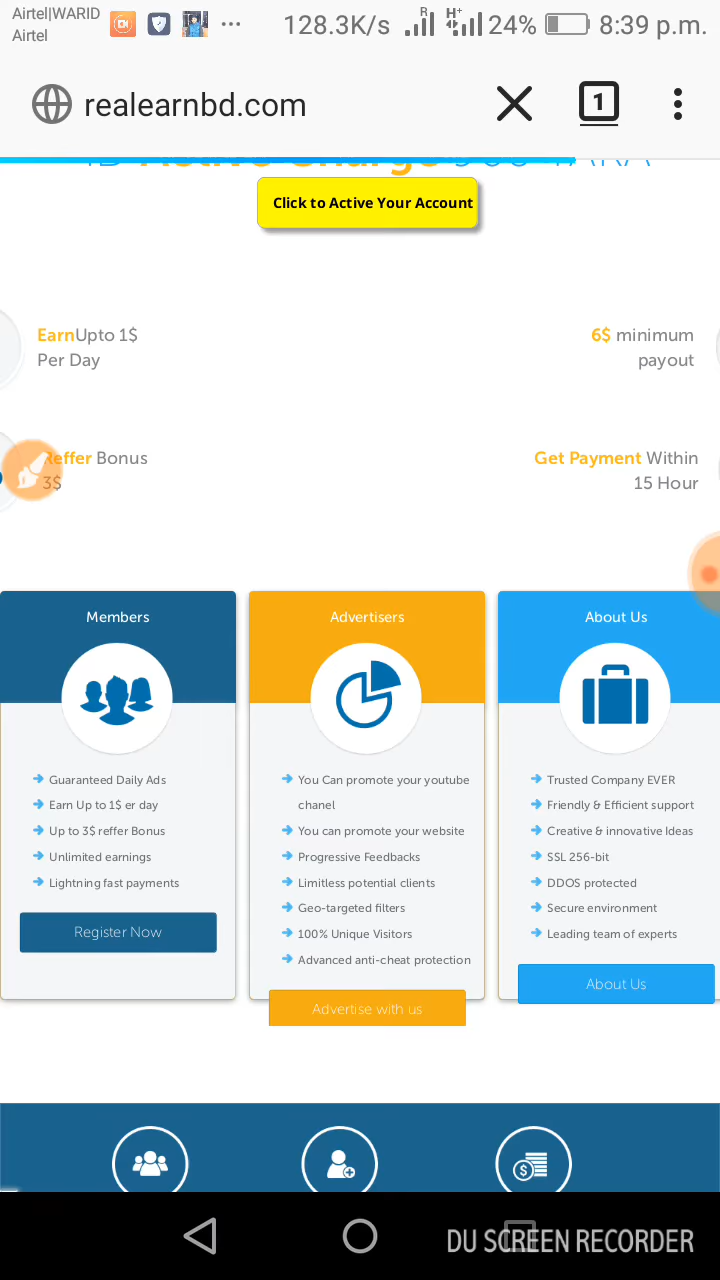 Airtel|WARID
Airtel
128.3K/s
R
H+
24%
8:39 p.m.
realearnbd.com
1
Click to Active Your Account
EarnUpto 1$
Per Day
6$ minimum
payout
Reffer Bonus
3$
Get Payment Within
15 Hour
Members
Guaranteed Daily Ads
Earn Up to 1$ er day
Up to 3$ reffer Bonus
Unlimited earnings
Lightning fast payments
Register Now
Advertisers
You Can promote your youtube
chanel
You can promote your website
Progressive Feedbacks
Limitless potential clients
Geo-targeted filters
100% Unique Visitors
Advanced anti-cheat protection
Advertise with us
About Us
Trusted Company EVER
Friendly & Efficient support
Creative & innovative Ideas
SSL 256-bit
DDOS protected
Secure environment
Leading team of experts
About Us
DU SCREEN RECORDER